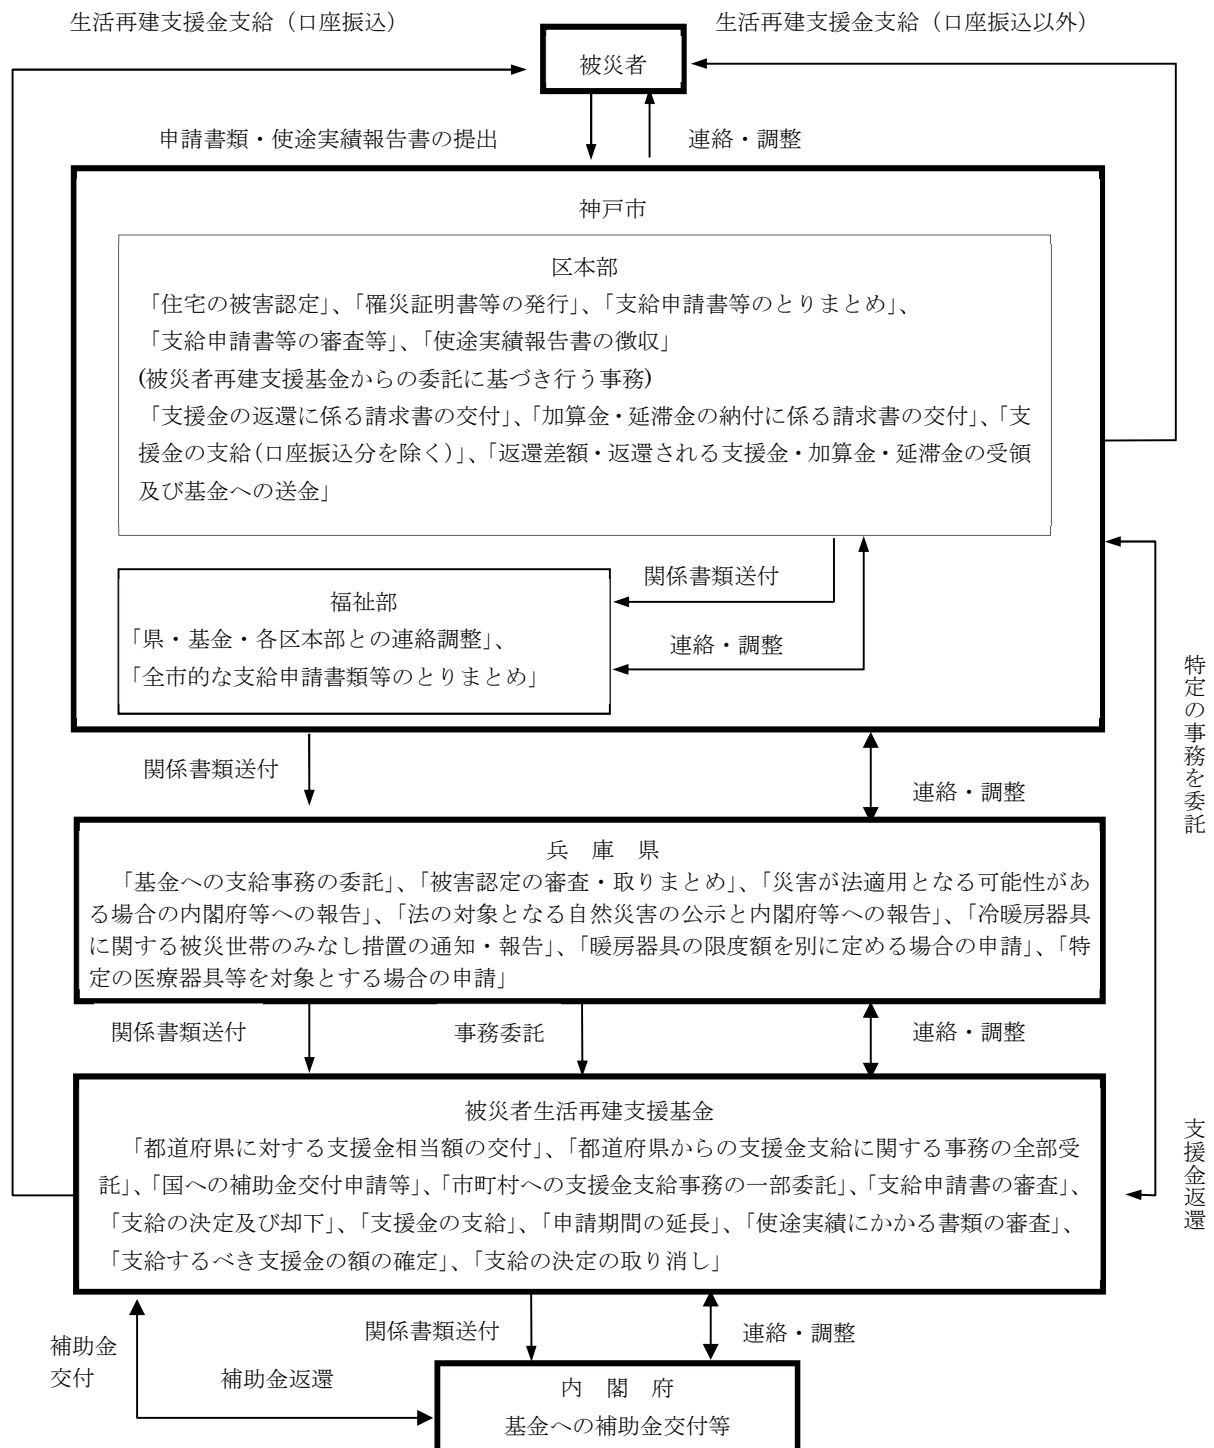 生活再建支援金支給（口座振込）
生活再建支援金支給（口座振込以外）
被災者
申請書類・使途実績報告書の提出
連絡・調整
神戸市
区本部
「住宅の被害認定」、「罹災証明書等の発行」、「支給申請書等のとりまとめ」、
「支給申請書等の審査等」、「使途実績報告書の徴収」
(被災者再建支援基金からの委託に基づき行う事務)
「支援金の返還に係る請求書の交付」、「加算金・延滞金の納付に係る請求書の交付」、「支
援金の支給(口座振込分を除く)」、「返還差額・返還される支援金・加算金・延滞金の受領
及び基金への送金」
関係書類送付
福祉部
「県・基金・各区本部との連絡調整」、
「全市的な支給申請書類等のとりまとめ」
連絡・調整
特定の事務を委託
関係書類送付
連絡・調整
兵　庫　県
「基金への支給事務の委託」、「被害認定の審査・取りまとめ」、「災害が法適用となる可能性があ
る場合の内閣府等への報告」、「法の対象となる自然災害の公示と内閣府等への報告」、「冷暖房器具
に関する被災世帯のみなし措置の通知・報告」、「暖房器具の限度額を別に定める場合の申請」、「特
定の医療器具等を対象とする場合の申請」
関係書類送付
事務委託
連絡・調整
被災者生活再建支援基金
「都道府県に対する支援金相当額の交付」、「都道府県からの支援金支給に関する事務の全部受
託」、「国への補助金交付申請等」、「市町村への支援金支給事務の一部委託」、「支給申請書の審査」、
「支給の決定及び却下」、「支援金の支給」、「申請期間の延長」、「使途実績にかかる書類の審査」、
「支給するべき支援金の額の確定」、「支給の決定の取り消し」
支援金返還
関係書類送付
連絡・調整
補助金
交付
補助金返還
内　閣　府
基金への補助金交付等